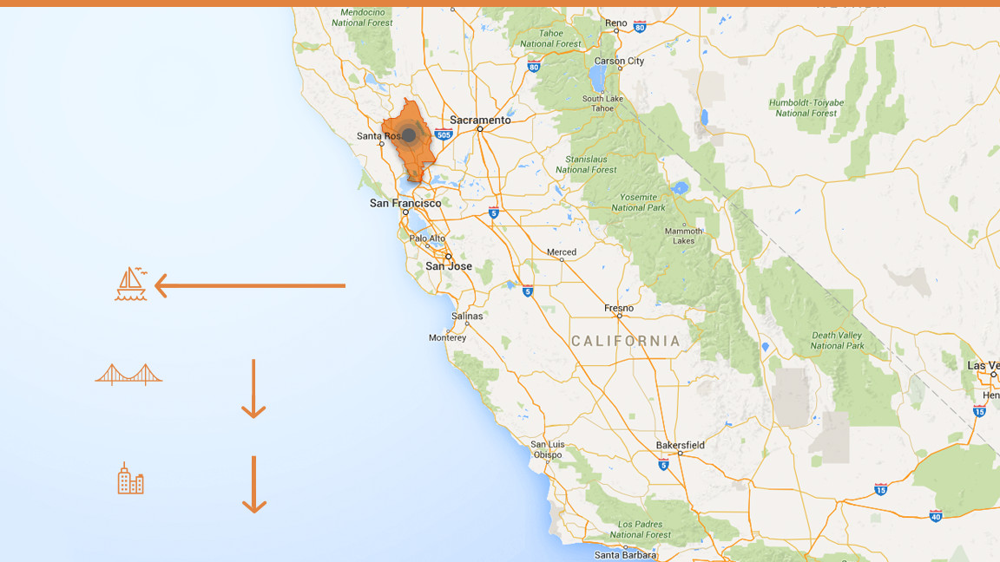 Mendocino
National Forest
Reno
80
Tahoe
National Forest
80
Carson City
South Lake
Tahoe
Humboldt-Toiyabe
National Forest
Sacramento
505
Santa Ros
Stanislaus
National Forest
San Francisco
5
Yosemite
National Park
Mammoth
Lakes
Palo Alto
San Jose
Merced
5
Salinas
Monterey
Fresno
CALIFORNIA
Death Valley
National Park
Las Ve
Hen
15
San Luis
Obispo
Bakersfield
5
15
40
Los Padres
National Forest
Santa Barbara